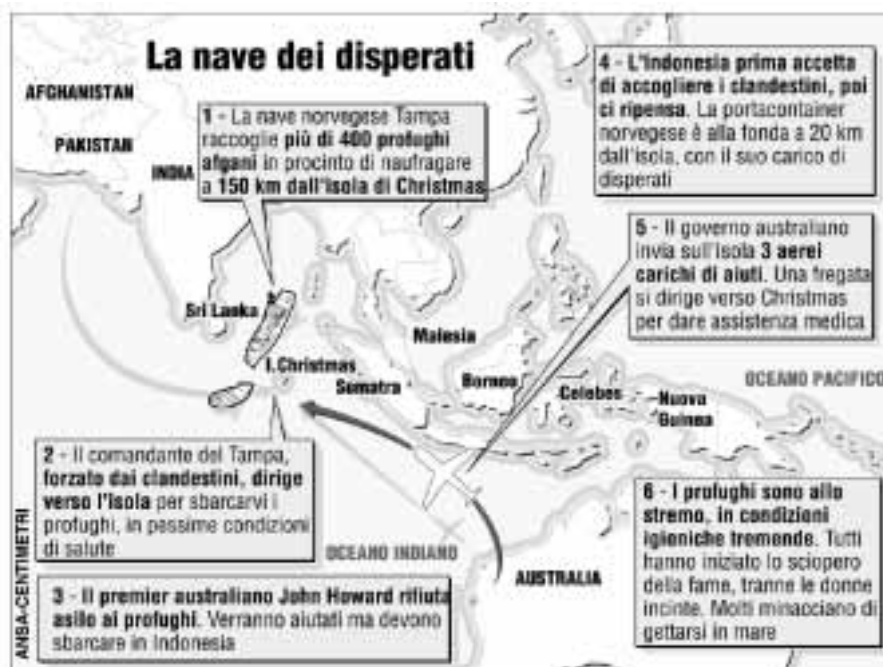 La nave dei disperati
AFGHANISTAN
PAKISTAN
INDIA
1 - La nave norvegese Tampa
raccoglie più di 400 profughi
afgani in procinto di naufragare
a 150 km dall'isola di Christmas
4 - L'Indonesia prima accetta
di accogliere i clandestini, poi
ci ripensa. La portacontainer
norvegese è alla fonda a 20 km
dall'isola, con il suo carico di
disperati
5 - Il governo australiano
invia sull'isola 3 aerei
carichi di aiuti. Una fregata
si dirige verso Christmas
per dare assistenza medica
Sri Lanka
I. Christmas
Malesia
Sumatra
Borneo
Celebes
Nuova
Guinea
OCEANO PACIFICO
2 - Il comandante del Tampa,
forzato dai clandestini, dirige
verso l'isola per sbarcarvi i
profughi, in pessime condizioni
di salute
OCEANO INDIANO
AUSTRALIA
6 - I profughi sono allo
stremo, in condizioni
igieniche tremende. Tutti
hanno iniziato lo sciopero
della fame, tranne le donne
incinte. Molti minacciano di
gettarsi in mare
3 - Il premier australiano John Howard rifiuta
asilo ai profughi. Verranno aiutati ma devono
sbarcare in Indonesia
ANSA-CENTIMETRI